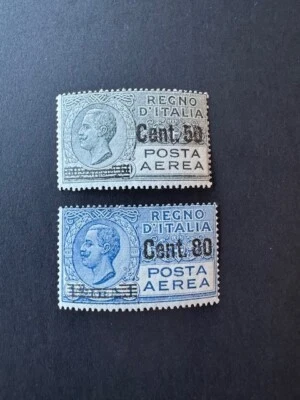 REGNO
D'ITALIA
Cent. 50
POSTA
AEREA
REGNO
D'ITALIA
Cent. 80
POSTA
AEREA